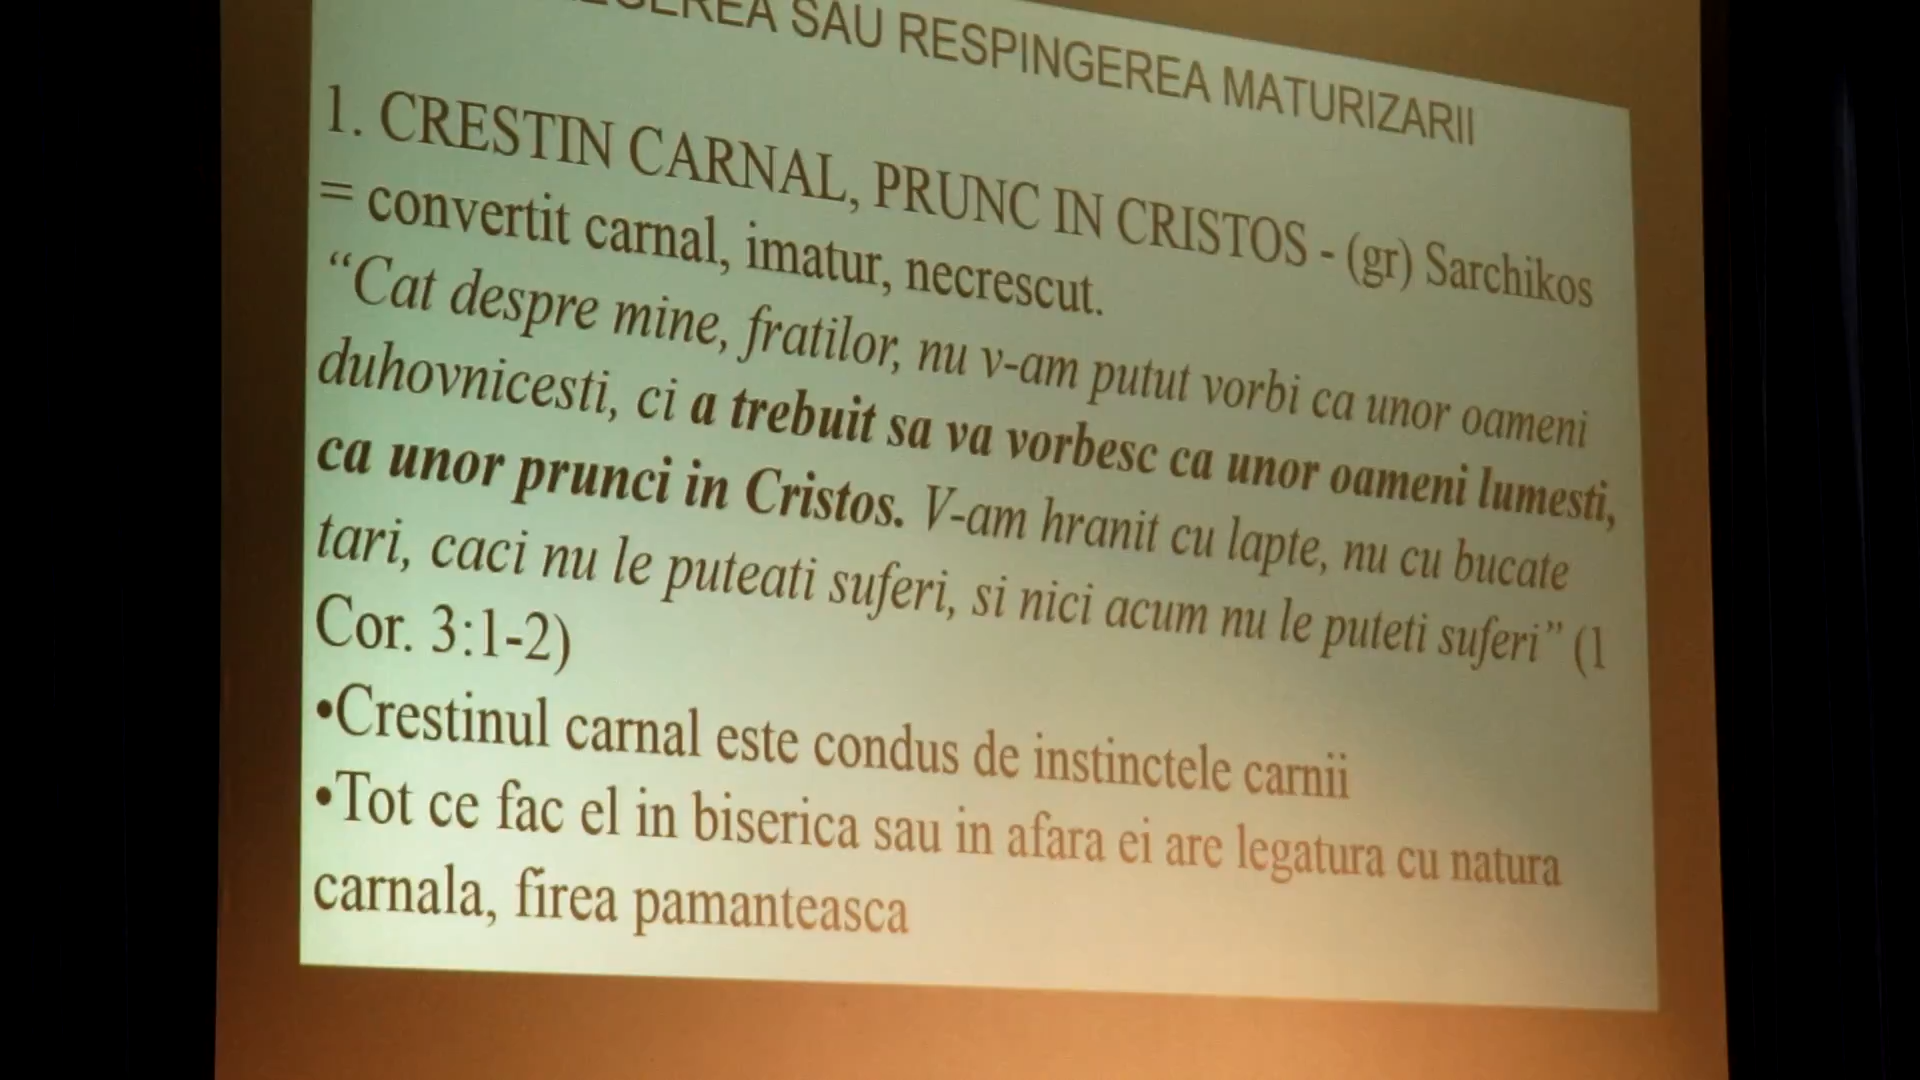 SAU RESPINGEREA MATURIZARII
1. CRESTIN CARNAL, PRUNC IN CRISTOS - (gr) Sarchikos
= convertit carnal, imatur, necrescut.
“Cat despre mine, fratilor, nu v-am putut vorbi ca unor oameni
duhovnicesti, ci a trebuit sa va vorbesc ca unor oameni lumesti,
ca unor prunci in Cristos. V-am hranit cu lapte, nu cu bucate
tari, caci nu le puteati suferi, si nici acum nu le puteti suferi” (1
Cor. 3:1-2)
•Crestinul carnal este condus de instinctele carnii
•Tot ce fac el in biserica sau in afara ei are legatura cu natura
carnala, firea pamanteasca